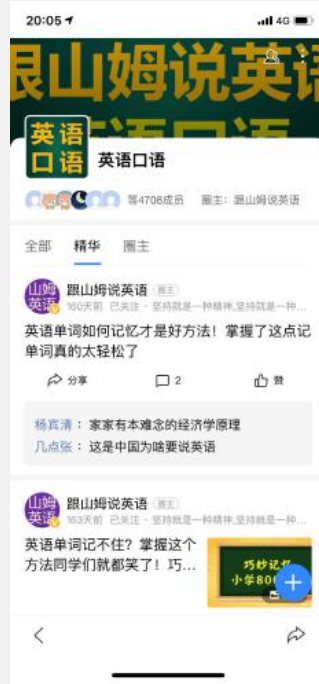 20:05
4G
跟山姆说英语
英语口语
英语
口语
英语口语
等4708成员 圈主：跟山姆说英语
全部 精华 圈主
山姆
英语
跟山姆说英语 圈主
160天前 已关注 · 坚持就是一种精神,坚持就是一种...
英语单词如何记忆才是好方法！掌握了这点记
单词真的太轻松了
分享 2 赞
杨宾清：家家有本难念的经济学原理
几点张：这是中国为啥要说英语
山姆
英语
跟山姆说英语 圈主
163天前 已关注 · 坚持就是一种精神,坚持就是一种...
英语单词记不住？掌握这个
方法同学们就都笑了！巧...
巧妙记忆
小学80